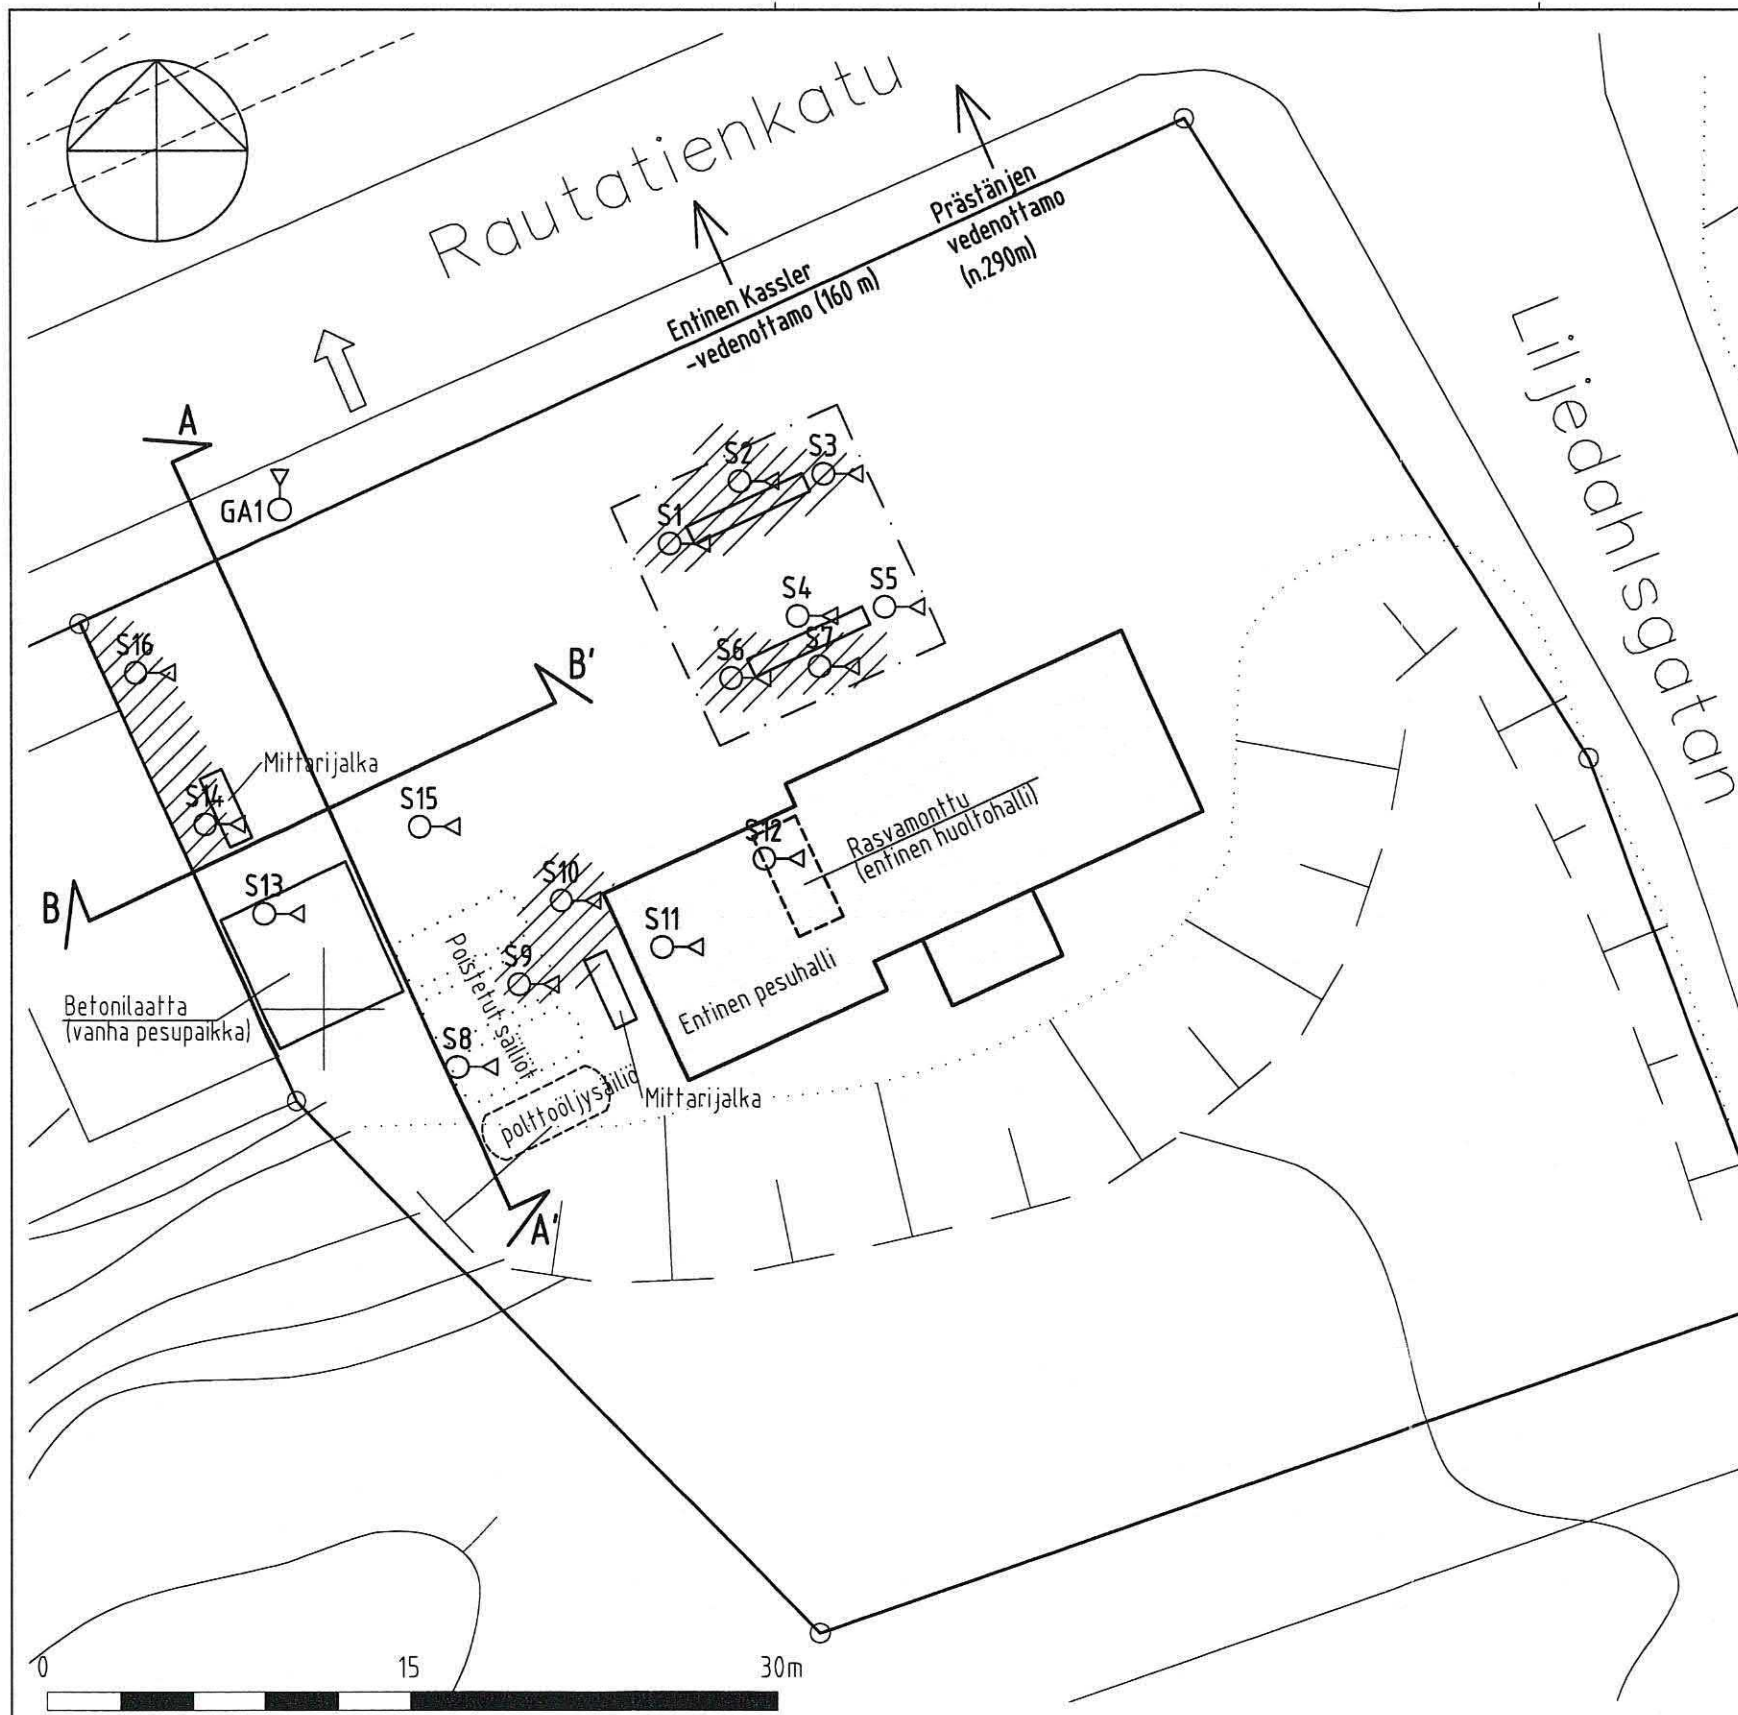 Rautatienkatu
Prästänjen
vedenottamo
(n.290m)
Entinen Kassler
-vedenottamo (160 m)
Liljedahlsgatan
A
GA1
S2
S3
S1
S4
S5
S6
S7
S16
B'
Mittarijalka
S14
S15
S12
Rasvamonttu
(entinen huoltohalli)
B
S13
S10
S11
S9
Poistetut säiliöt
Entinen pesuhalli
Betonilaatta
(vanha pesupaikka)
S8
polttoöljysäiliö
Mittarijalka
A'
0
15
30m